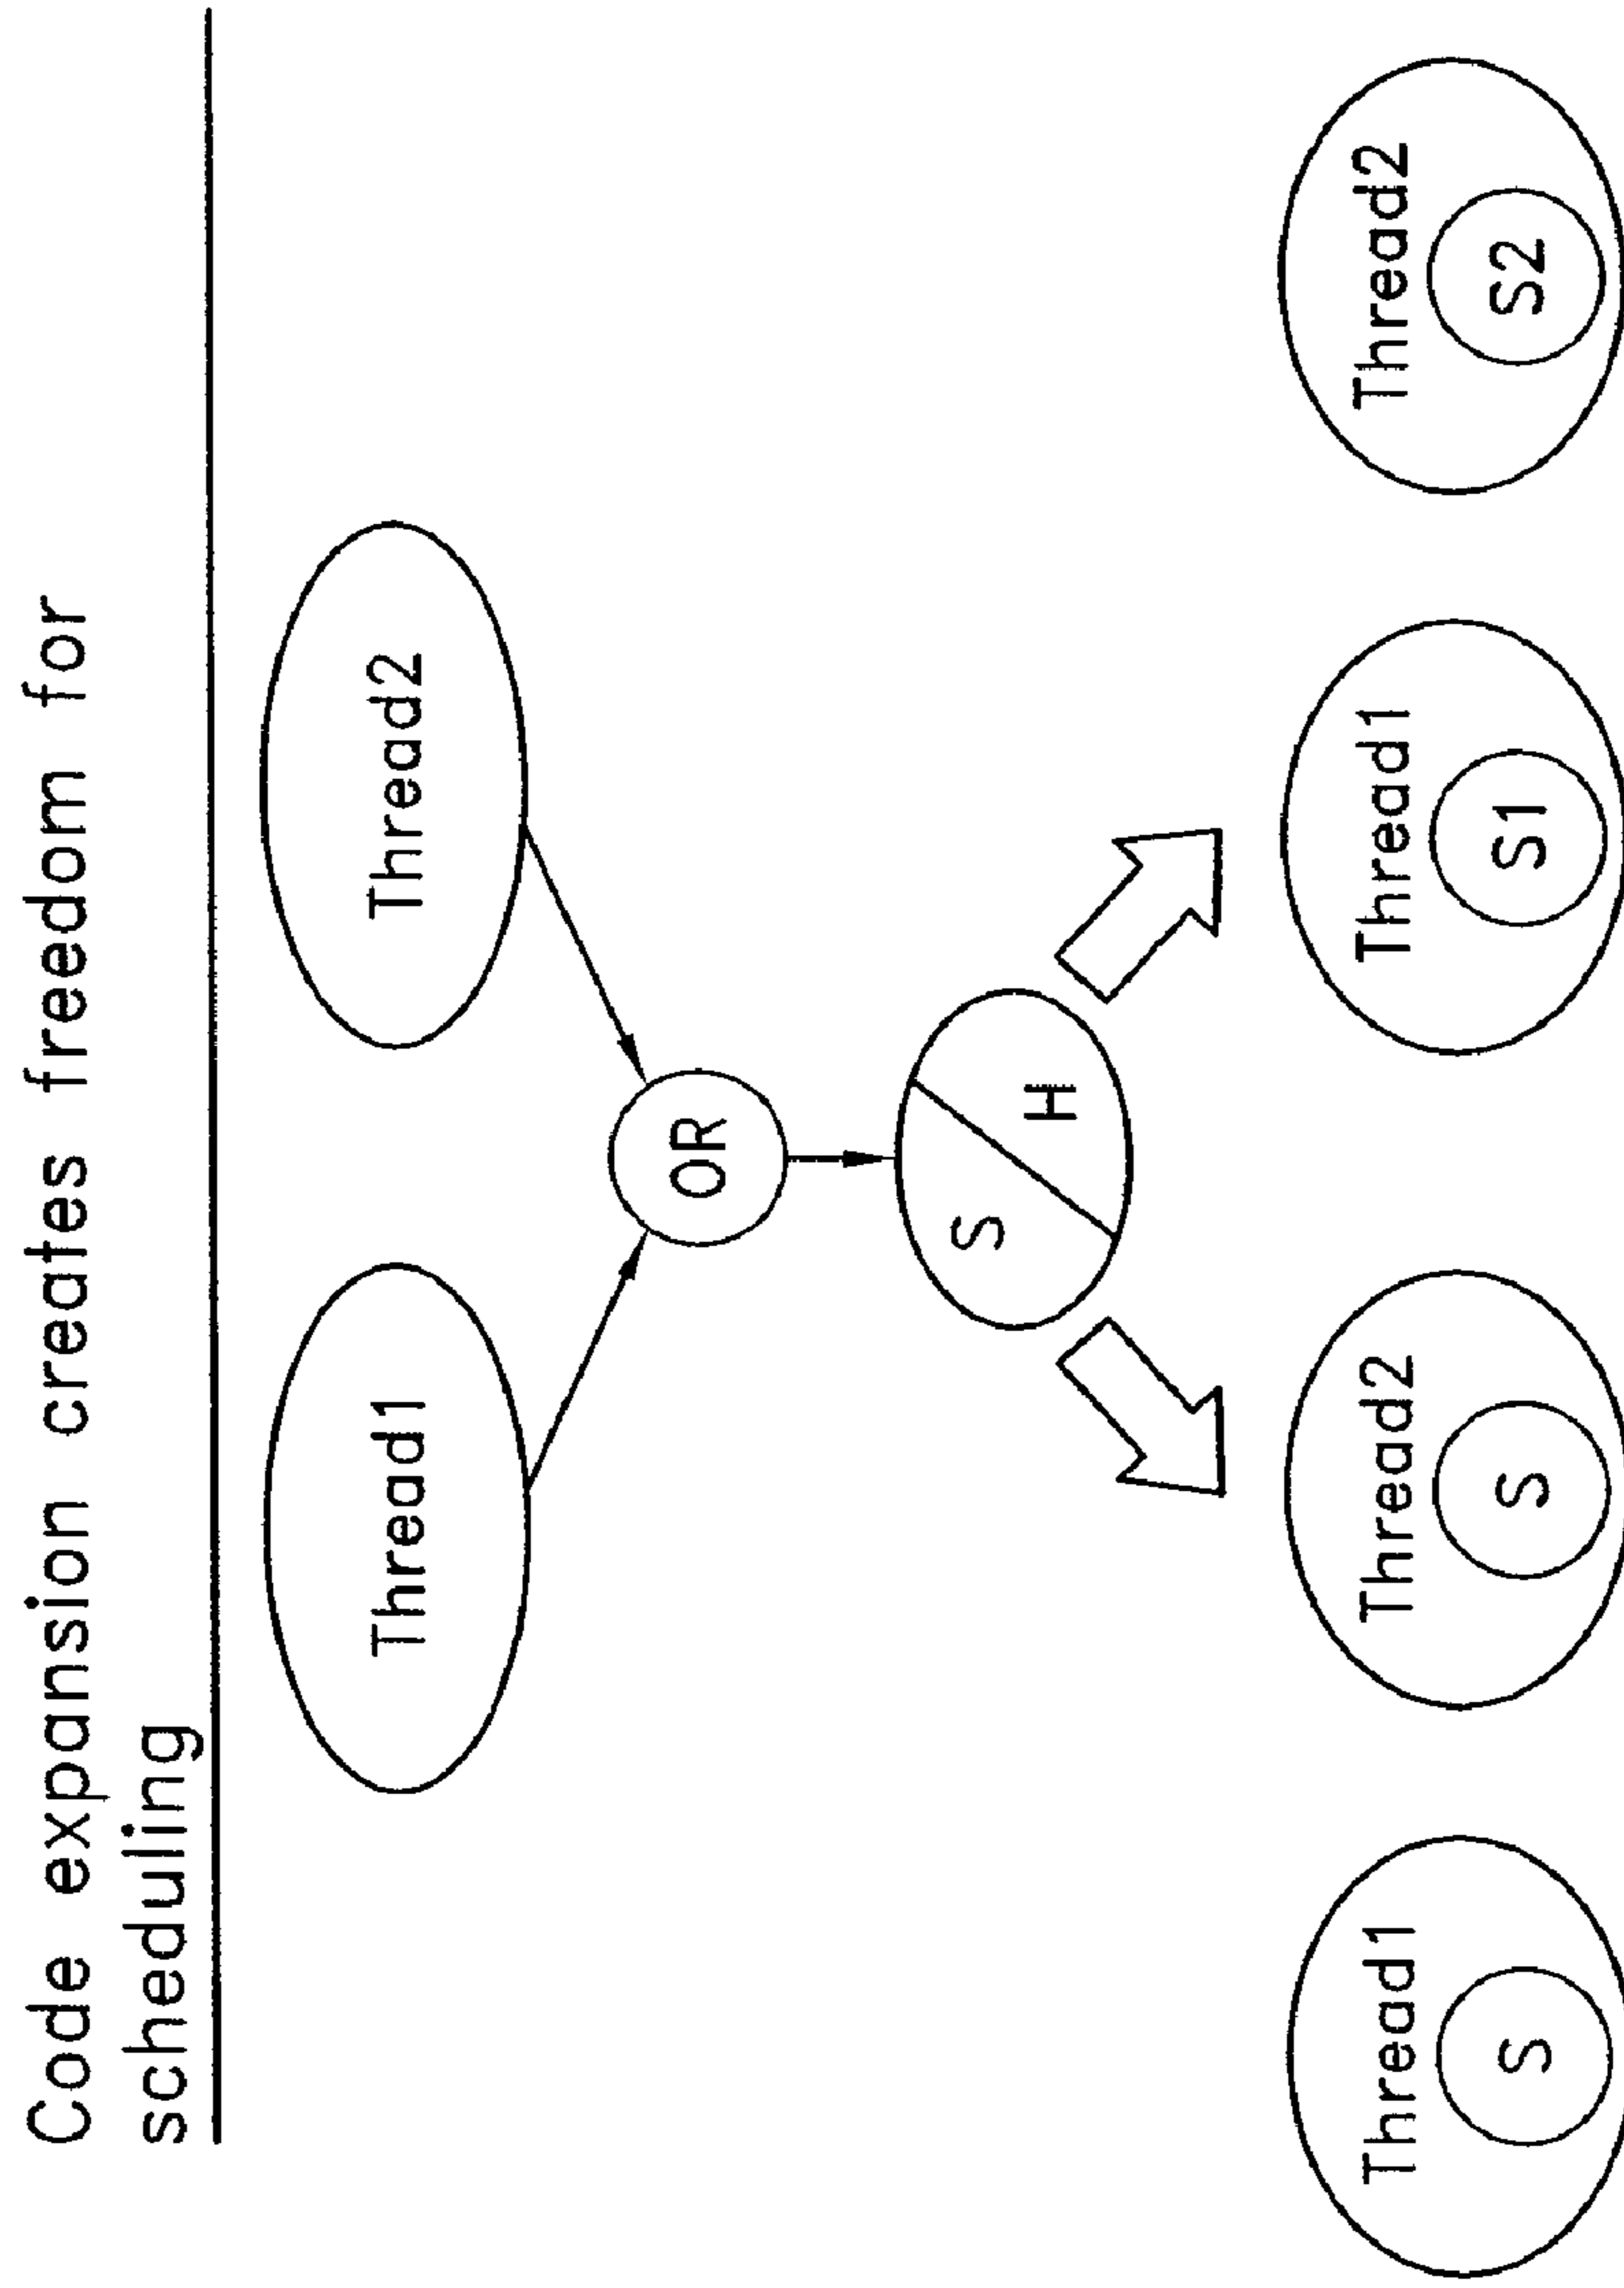 Code expansion creates freedom for
scheduling
Thread1
Thread2
OR
S
H
Thread1
S
Thread2
S
Thread1
S1
Thread2
S2